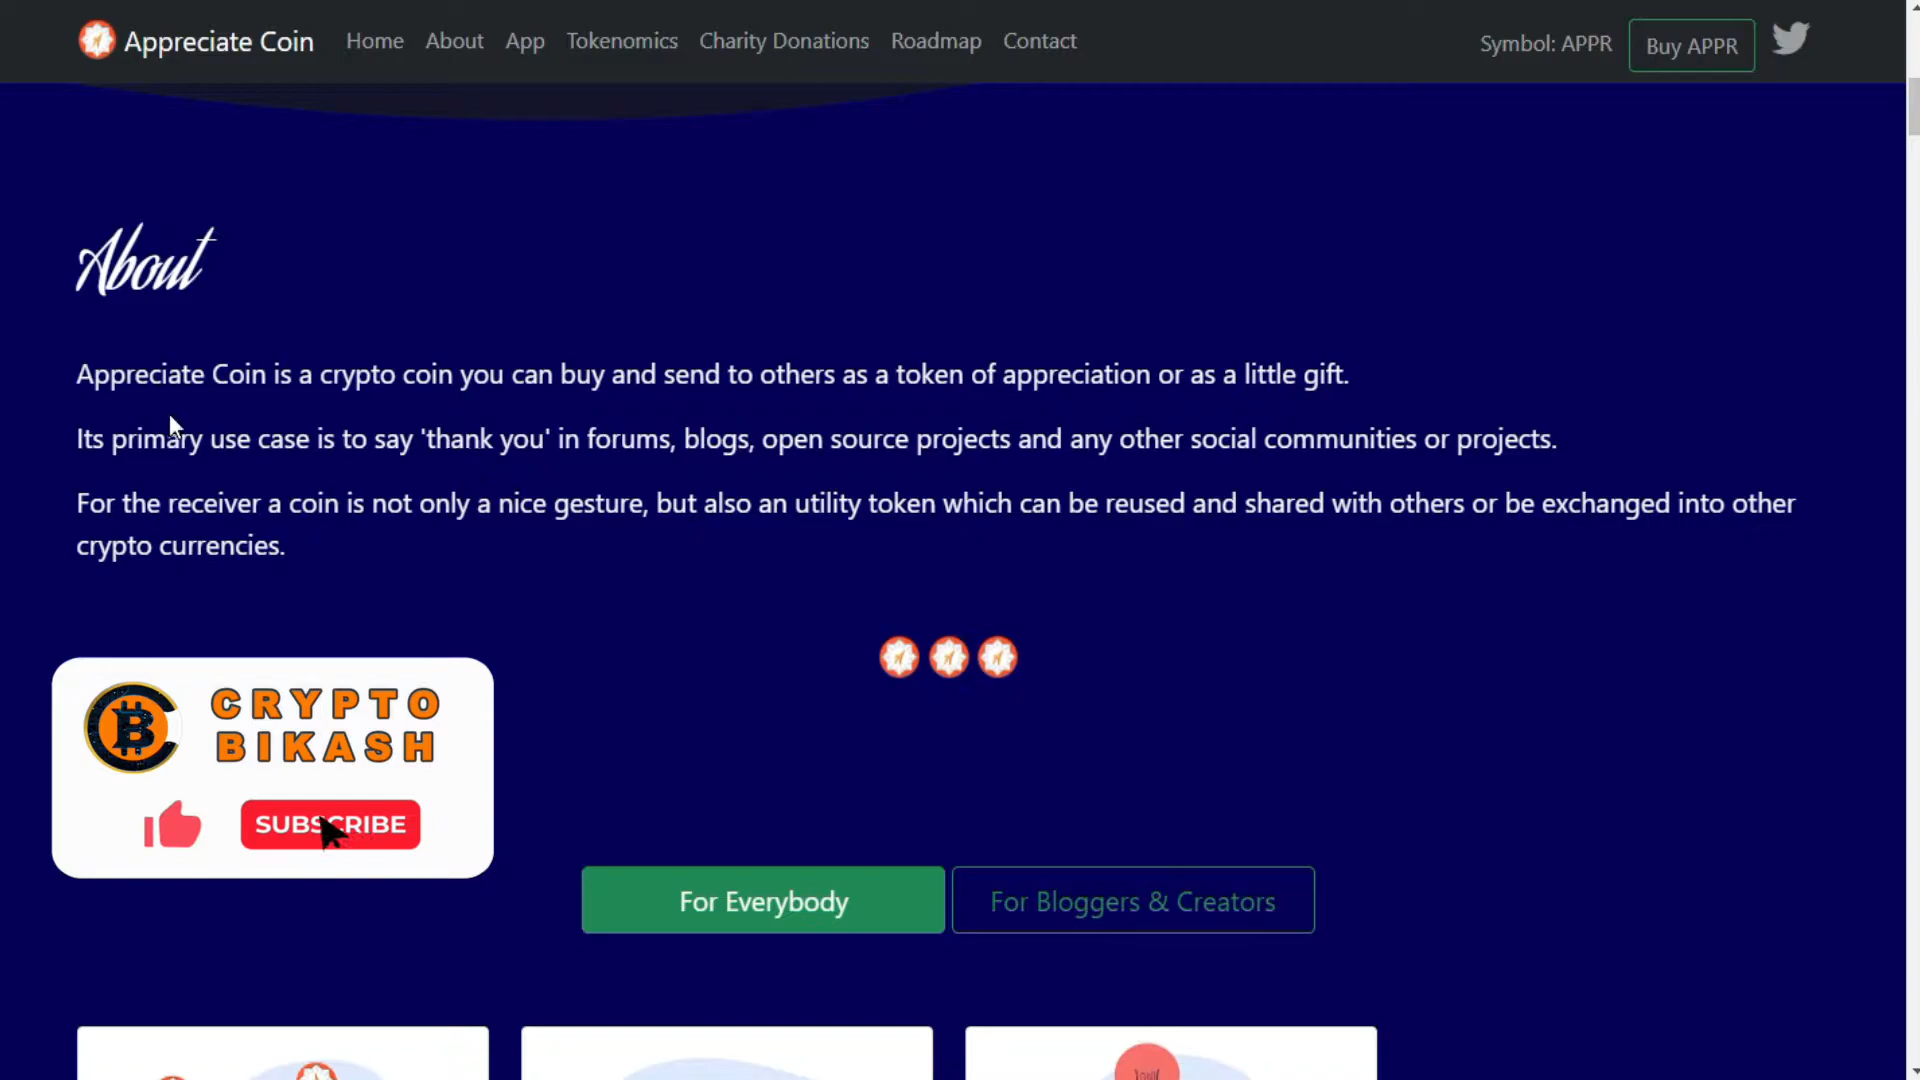 Appreciate Coin Home About App Tokenomics Charity Donations Roadmap Contact Symbol: APPR Buy APPR
About
Appreciate Coin is a crypto coin you can buy and send to others as a token of appreciation or as a little gift.
Its primary use case is to say 'thank you' in forums, blogs, open source projects and any other social communities or projects.
For the receiver a coin is not only a nice gesture, but also an utility token which can be reused and shared with others or be exchanged into other
crypto currencies.
CRYPTO
BIKASH
SUBSCRIBE
For Everybody For Bloggers & Creators